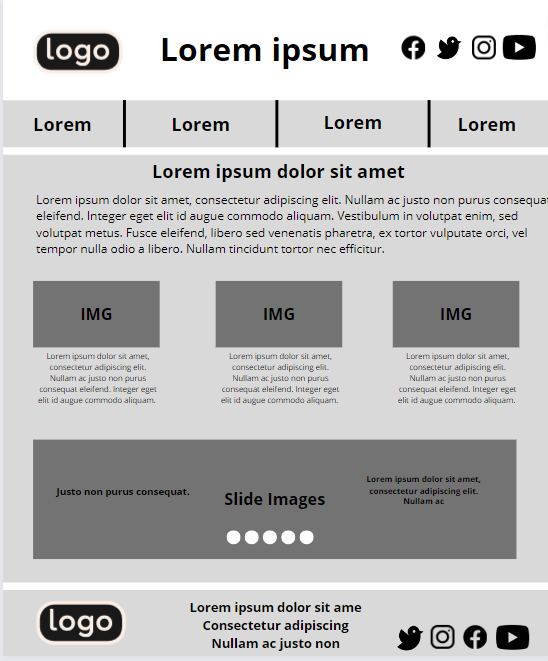 logo
Lorem ipsum
Lorem
Lorem
Lorem
Lorem
Lorem ipsum dolor sit amet
Lorem ipsum dolor sit amet, consectetur adipiscing elit. Nullam ac justo non purus consequat
eleifend. Integer eget elit id augue commodo aliquam. Vestibulum in volutpat enim, sed
volutpat metus. Fusce eleifend, libero sed venenatis pharetra, ex tortor vulputate orci, vel
tempor nulla odio a libero. Nullam tincidunt tortor nec efficitur.
IMG
Lorem ipsum dolor sit amet,
consectetur adipiscing elit.
Nullam ac justo non purus
consequat eleifend. Integer eget
elit id augue commodo aliquam.
IMG
Lorem ipsum dolor sit amet,
consectetur adipiscing elit.
Nullam ac justo non purus
consequat eleifend. Integer eget
elit id augue commodo aliquam.
IMG
Lorem ipsum dolor sit amet,
consectetur adipiscing elit.
Nullam ac justo non purus
consequat eleifend. Integer eget
elit id augue commodo aliquam.
Justo non purus consequat.
Slide Images
Lorem ipsum dolor sit amet,
consectetur adipiscing elit.
Nullam ac
logo
Lorem ipsum dolor sit ame
Consectetur adipiscing
Nullam ac justo non